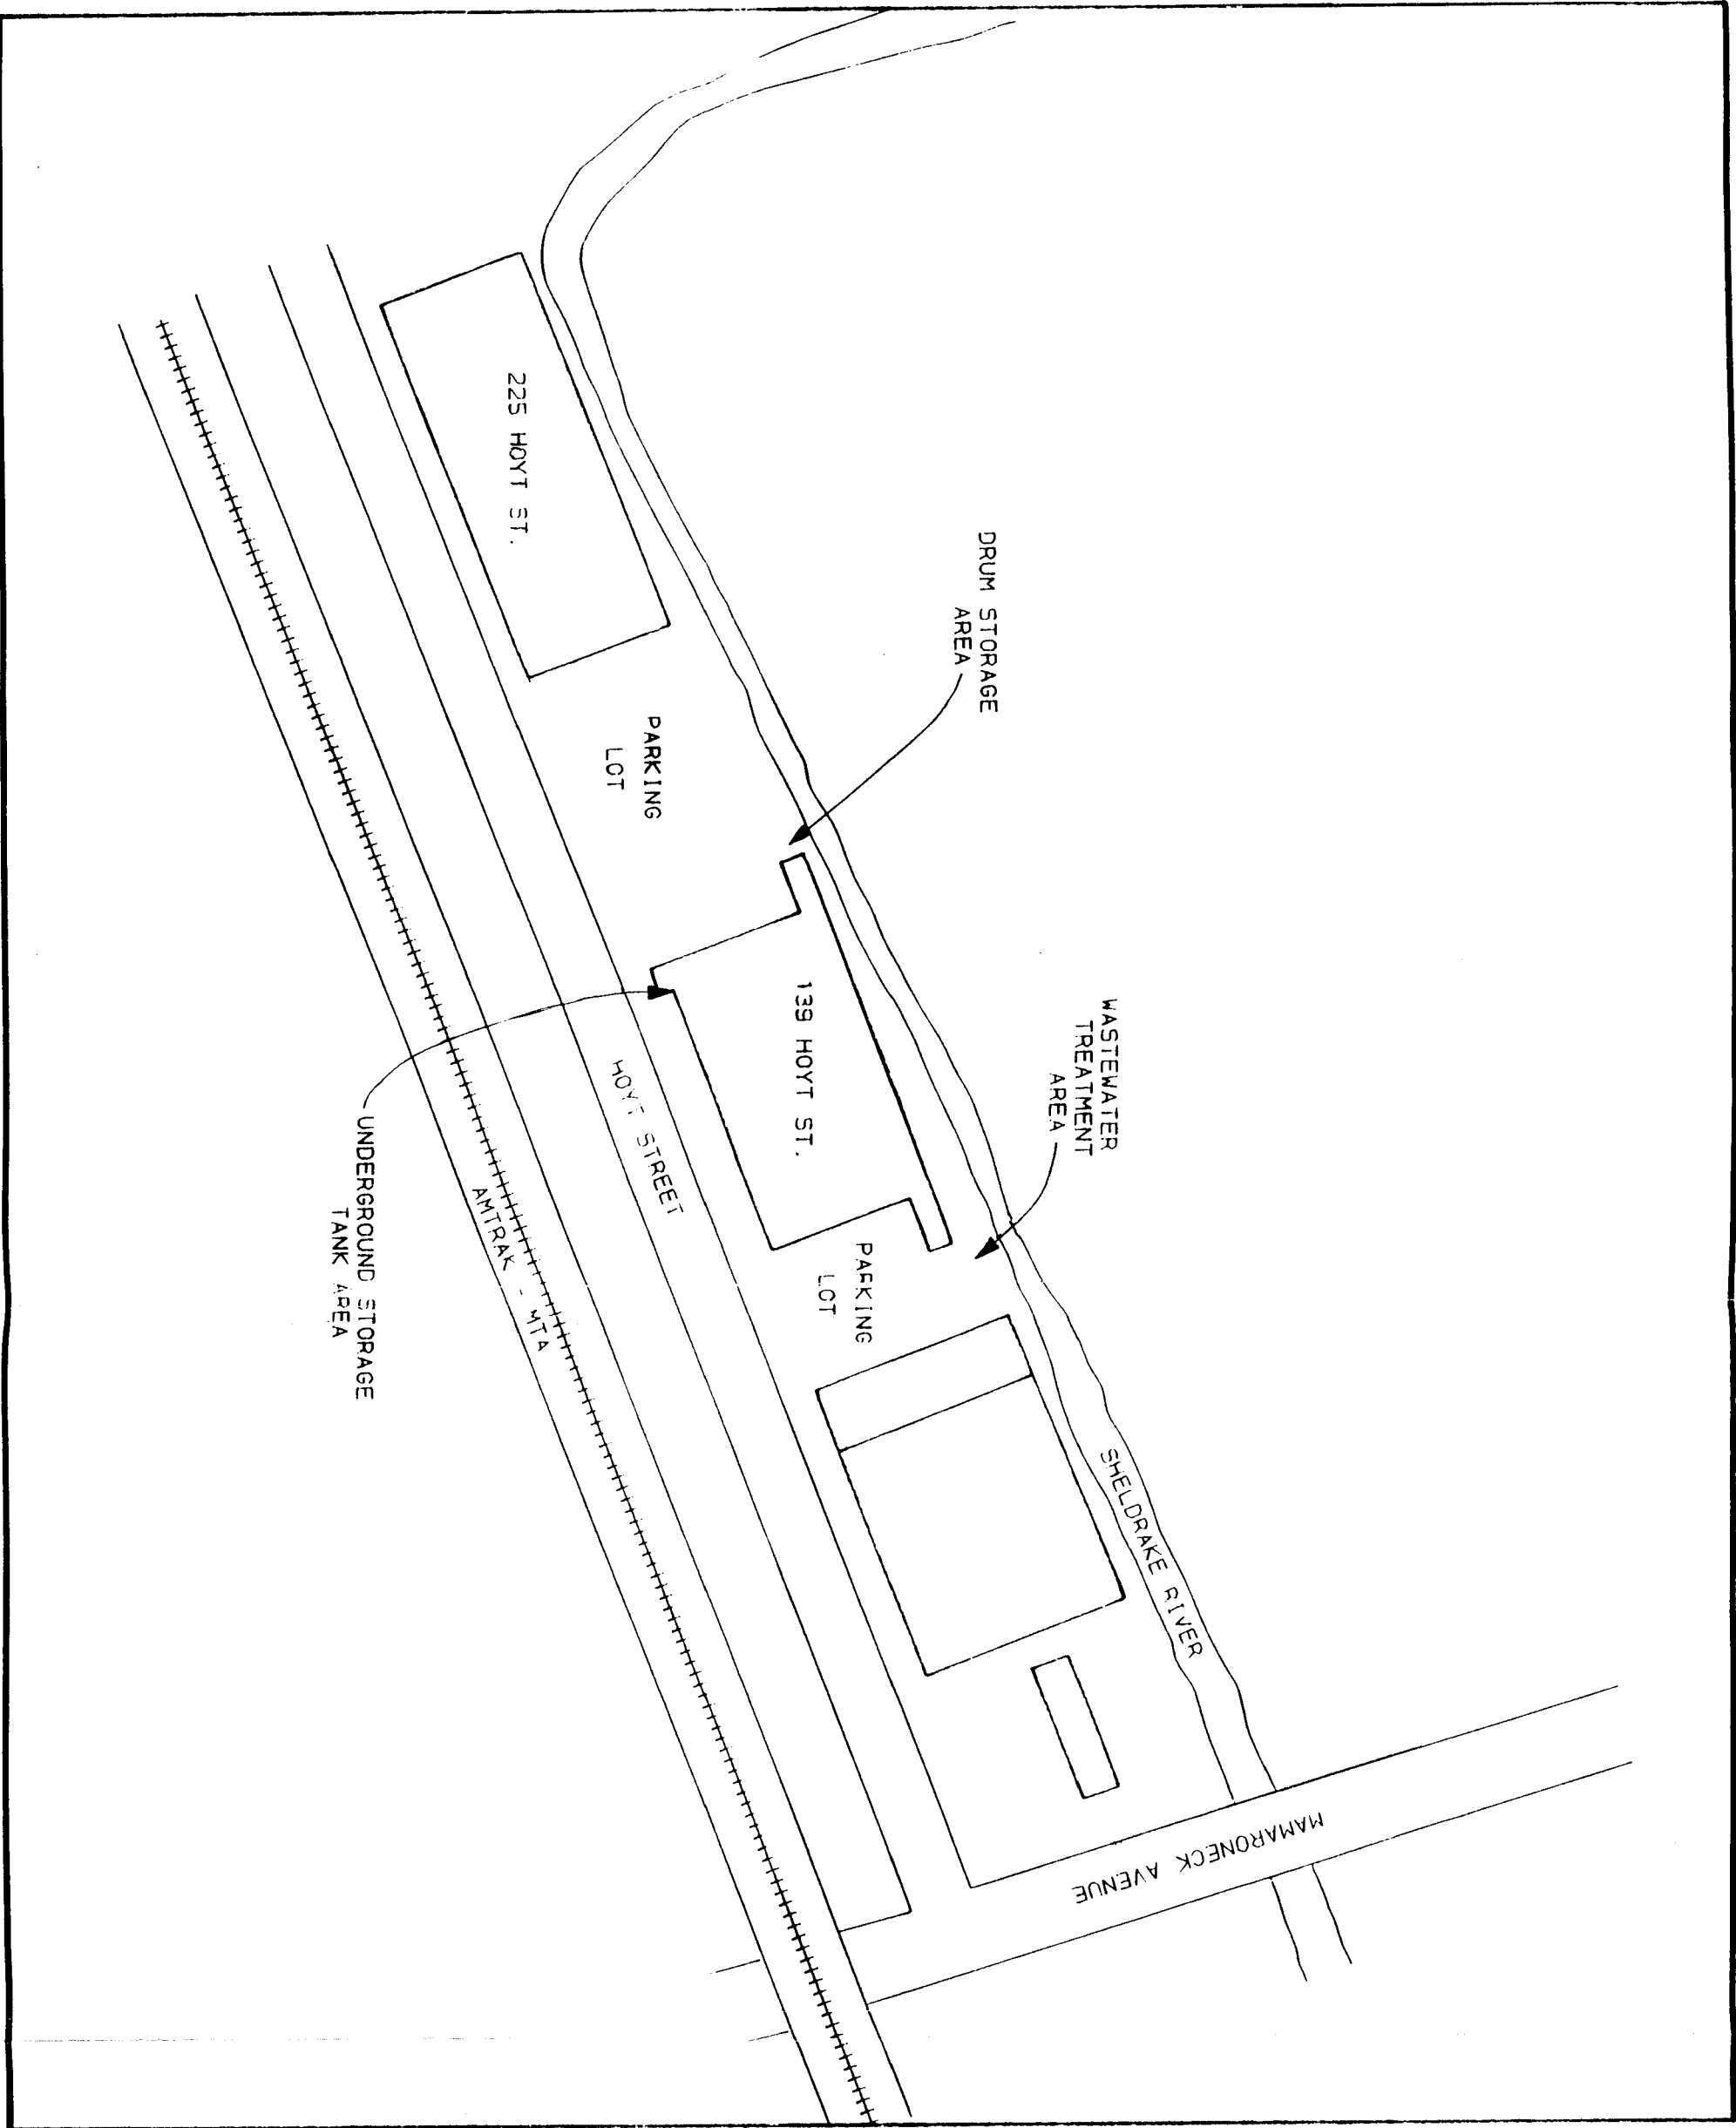 DRUM STORAGE
AREA
WASTEWATER
TREATMENT
AREA
225 HOYT ST.
PARKING
LOT
139 HOYT ST.
PARKING
LOT
SHELDRAKE RIVER
MAMARONECK AVENUE
HOYT STREET
AMTRAK - MTA
UNDERGROUND STORAGE
TANK AREA